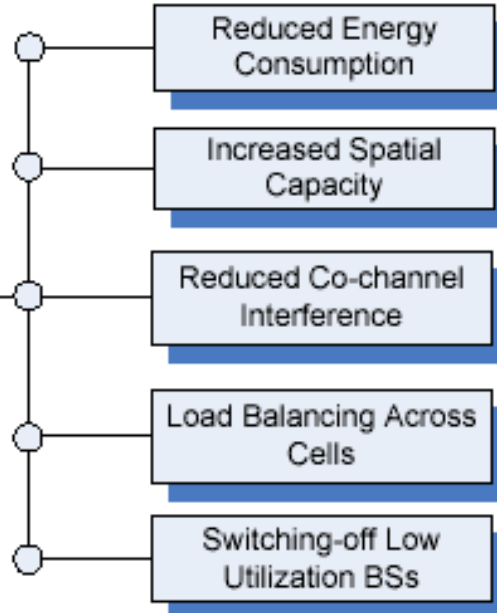 Reduced Energy
Consumption
Increased Spatial
Capacity
Reduced Co-channel
Interference
Load Balancing Across
Cells
Switching-off Low
Utilization BSs